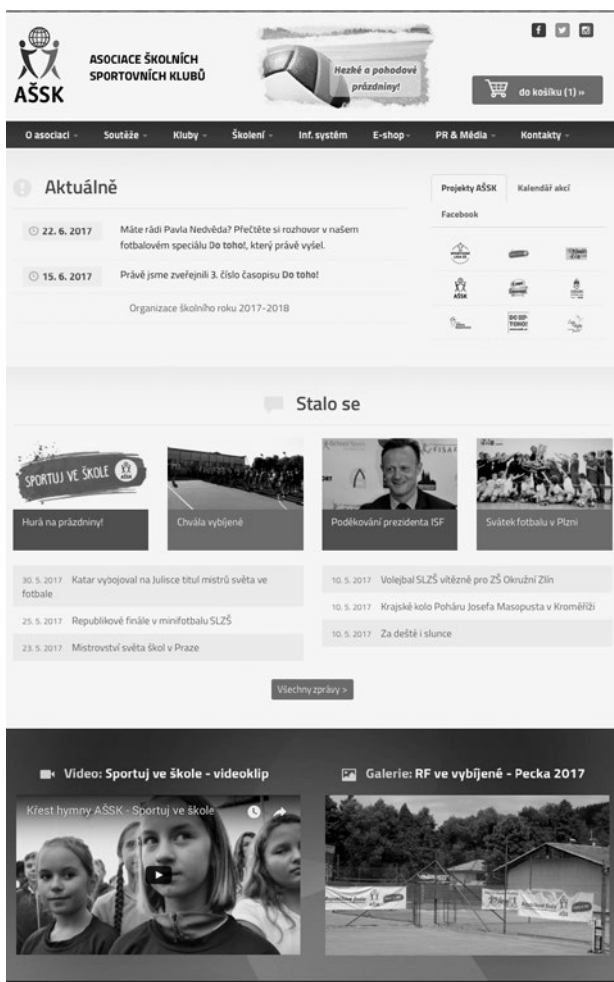 AŠSK
ASOCIACE ŠKOLNÍCH
SPORTOVNÍCH KLUBŮ
Hezké a pohodové
prázdniny!
do košíku (1) »
O asociaci
Soutěže
Kluby
Školení
Inf. systém
E-shop
PR & Média
Kontakty
Aktuálně
22. 6. 2017 Máte rádi Pavla Nedvěda? Přečtěte si rozhovor v našem
fotbalovém speciálu Do toho!, který právě vyšel.
15. 6. 2017 Právě jsme zveřejnili 3. číslo časopisu Do toho!
Organizace školního roku 2017-2018
Projekty AŠSK
Kalendář akcí
Facebook
AŠSK
Stalo se
SPORTUJ VE ŠKOLE
Hurá na prázdniny!
Chvála vybíjené
Poděkování prezidenta ISF
Svátek fotbalu v Plzni
30. 5. 2017 Katar vybojoval na Julisce titul mistrů světa ve
fotbale
25. 5. 2017 Republikové finále v minifotbalu SLZŠ
23. 5. 2017 Mistrovství světa škol v Praze
10. 5. 2017 Volejbal SLZŠ vítězně pro ZŠ Okružní Zlín
10. 5. 2017 Krajské kolo Poháru Josefa Masopusta v Kroměříži
10. 5. 2017 Za deště i slunce
Všechny zprávy >
Video: Sportuj ve škole - videoklip
Křest hymny AŠSK - Sportuj ve škole
Galerie: RF ve vybíjené - Pecka 2017